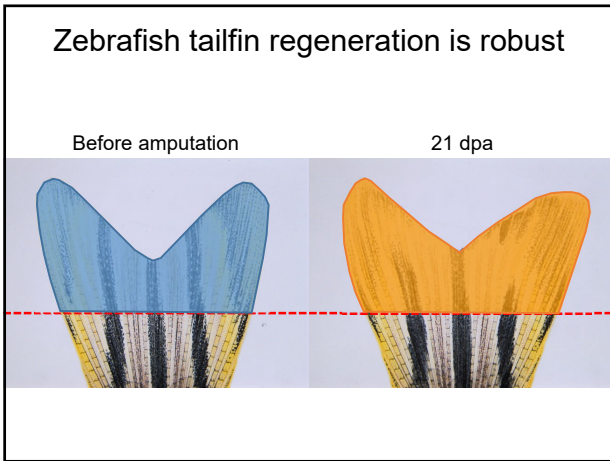 Zebrafish tailfin regeneration is robust
Before amputation
21 dpa